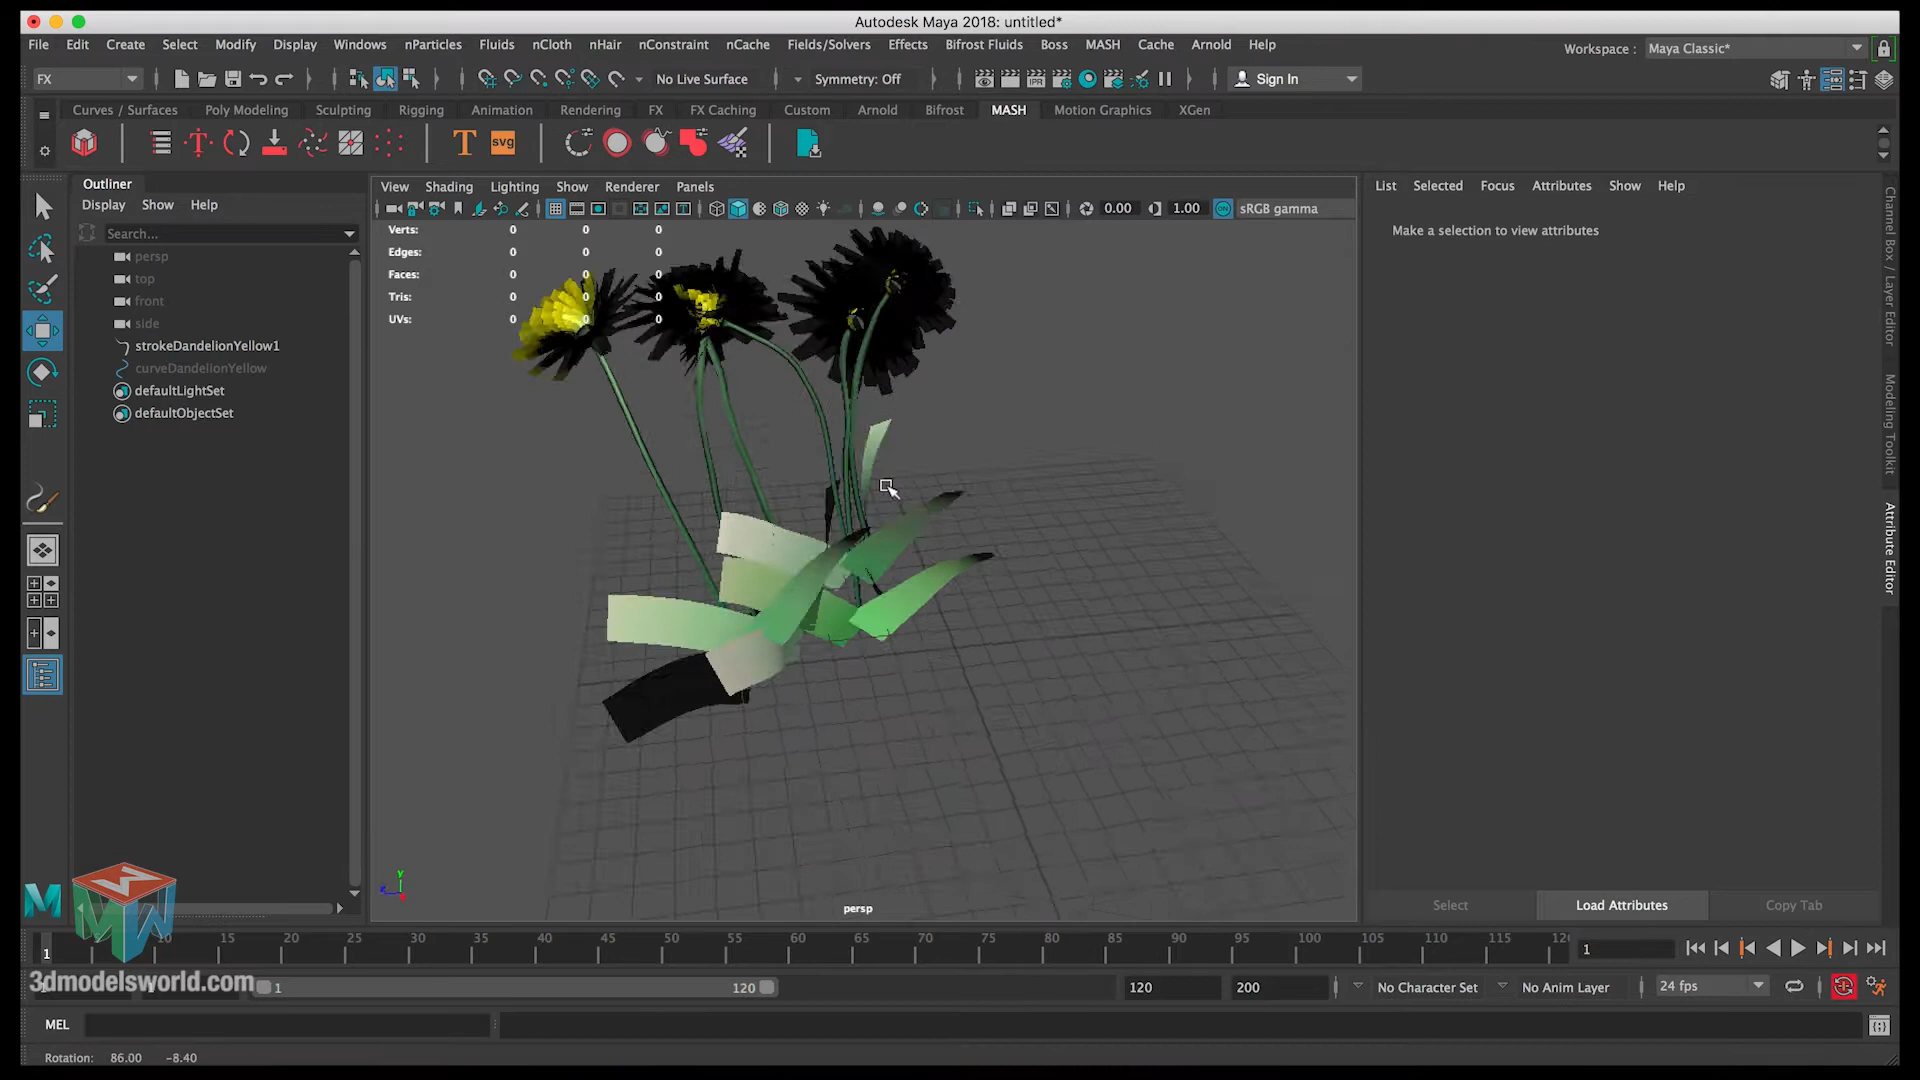 Autodesk Maya 2018: untitled*
File Edit Create Select Modify Display Windows nParticles Fluids nCloth nHair nConstraint nCache Fields/Solvers Effects Bifrost Fluids Boss MASH Cache Arnold Help
Workspace : Maya Classic*
FX No Live Surface Symmetry: Off IPR Sign In
Curves / Surfaces Poly Modeling Sculpting Rigging Animation Rendering FX FX Caching Custom Arnold Bifrost MASH Motion Graphics XGen
T svg
Outliner
Display Show Help
Search...
persp
top
front
side
strokeDandelionYellow1
curveDandelionYellow
defaultLightSet
defaultObjectSet
View Shading Lighting Show Renderer Panels
0.00 1.00 ON sRGB gamma
Verts: 0 0 0
Edges: 0 0 0
Faces: 0 0 0
Tris: 0 0 0
UVs: 0 0 0
y
z
persp
List Selected Focus Attributes Show Help
Make a selection to view attributes
Channel Box / Layer Editor
Modeling Toolkit
Attribute Editor
Select Load Attributes Copy Tab
M MW
1 5 10 15 20 25 30 35 40 45 50 55 60 65 70 75 80 85 90 95 100 105 110 115 12
1
3dmodelsworld.com
1 120 120 200 No Character Set No Anim Layer 24 fps
MEL
Rotation: 86.00 -8.40